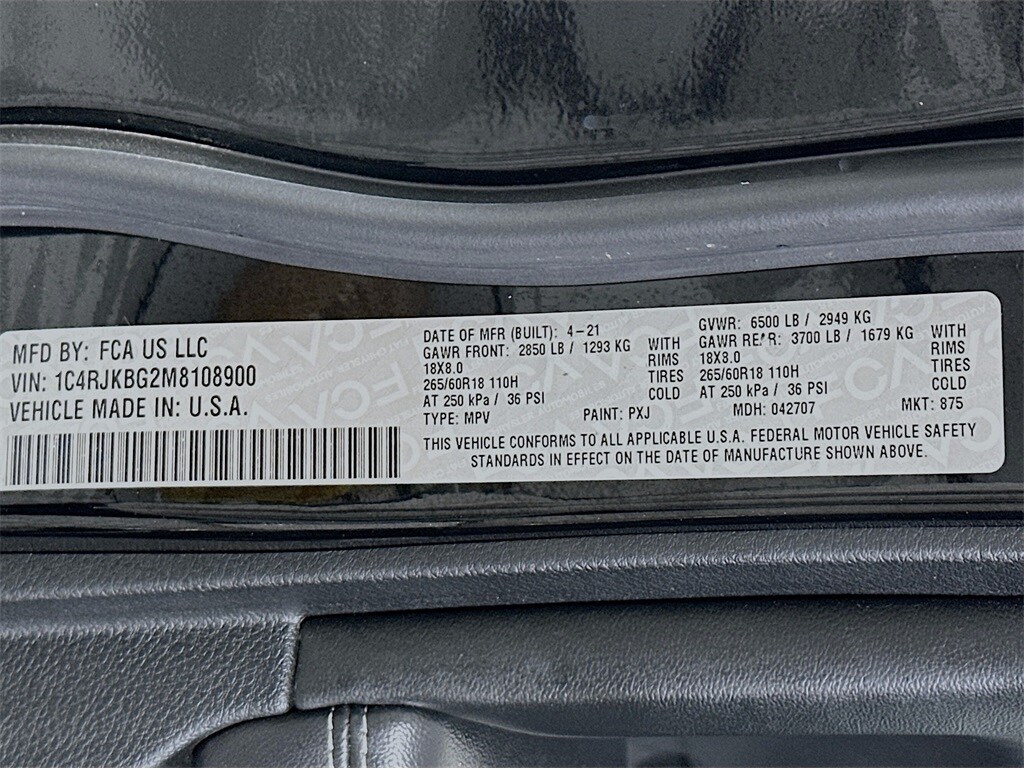 MFD BY: FCA US LLC
VIN: 1C4RJKBG2M8108900
VEHICLE MADE IN: U.S.A.
DATE OF MFR (BUILT): 4-21
GAWR FRONT: 2850 LB / 1293 KG WITH
18X8.0 RIMS
265/60R18 110H TIRES
AT 250 kPa / 36 PSI COLD
TYPE: MPV PAINT: PXJ
GVWR: 6500 LB / 2949 KG
GAWR REAR: 3700 LB / 1679 KG WITH
18X8.0 RIMS
265/60R18 110H TIRES
AT 250 kPa / 36 PSI COLD
MDH: 042707 MKT: 875
THIS VEHICLE CONFORMS TO ALL APPLICABLE U.S.A. FEDERAL MOTOR VEHICLE SAFETY
STANDARDS IN EFFECT ON THE DATE OF MANUFACTURE SHOWN ABOVE.